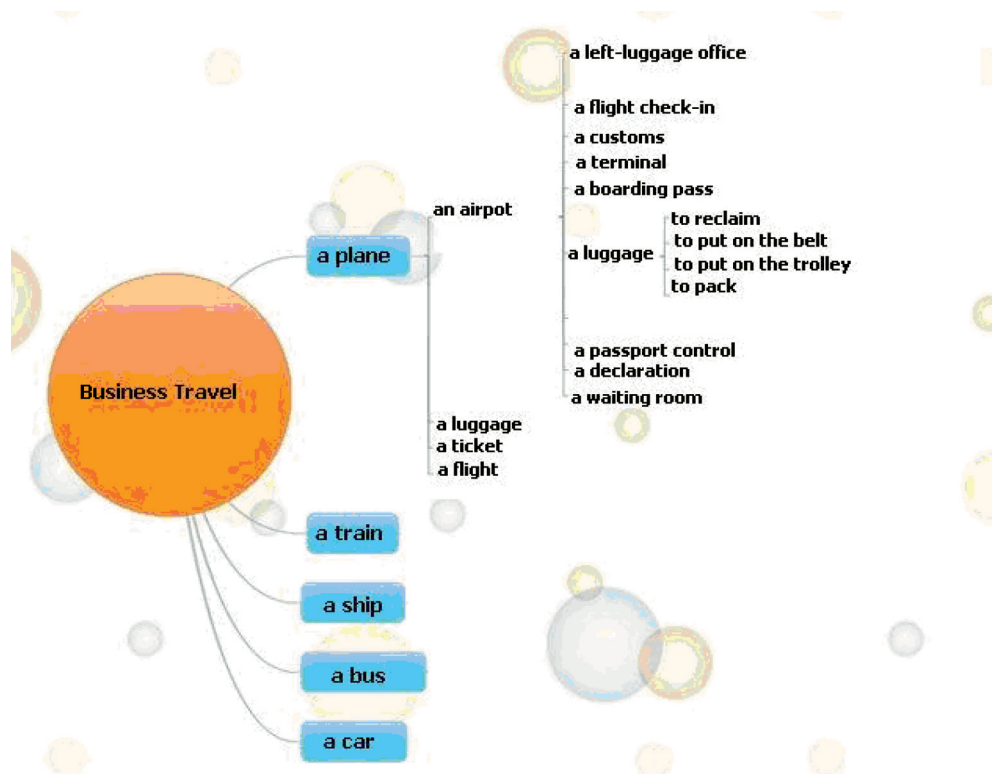 a left-luggage office
a flight check-in
a customs
a terminal
a boarding pass
an airpot
to reclaim
to put on the belt
a luggage
to put on the trolley
to pack
a plane
a passport control
a declaration
a waiting room
Business Travel
a luggage
a ticket
a flight
a train
a ship
a bus
a car